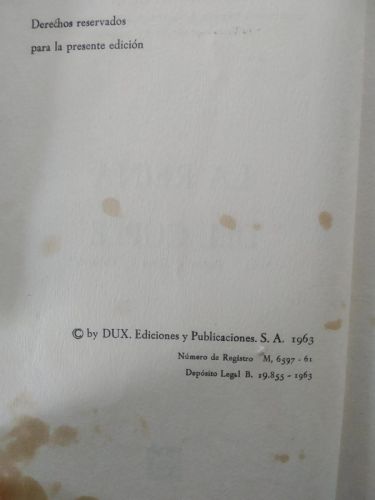 Derechos reservados
para la presente edición
© by DUX. Ediciones y Publicaciones. S. A. 1963
Número de Registro M, 6597 - 61
Depósito Legal B. 19.855 - 1963